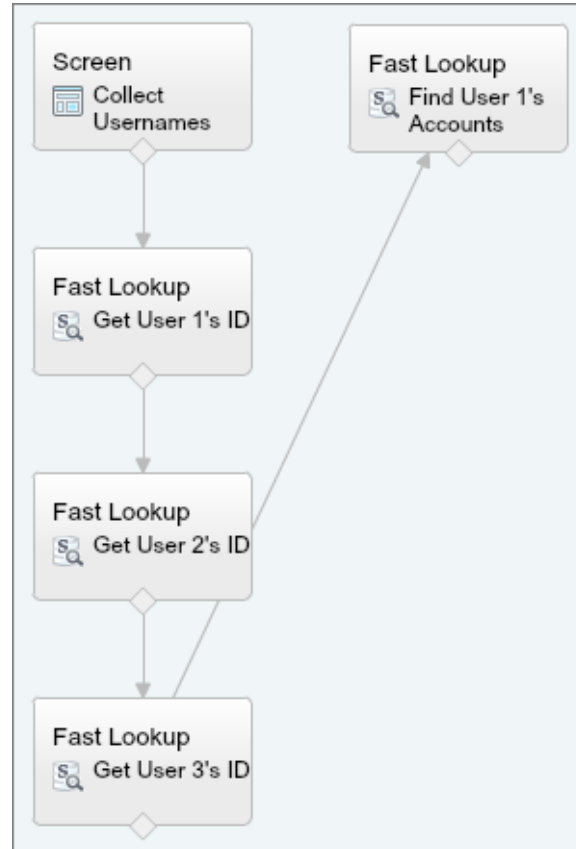 Screen
Collect
Usernames
Fast Lookup
Get User 1's ID
Fast Lookup
Get User 2's ID
Fast Lookup
Get User 3's ID
Fast Lookup
Find User 1's
Accounts